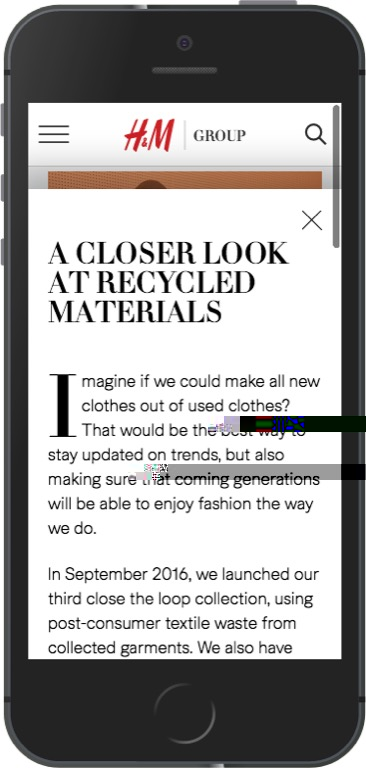 H&M GROUP
A CLOSER LOOK
AT RECYCLED
MATERIALS
Imagine if we could make all new
clothes out of used clothes?
That would be the best way to
stay updated on trends, but also
making sure that coming generations
will be able to enjoy fashion the way
we do.
In September 2016, we launched our
third close the loop collection, using
post-consumer textile waste from
collected garments. We also have